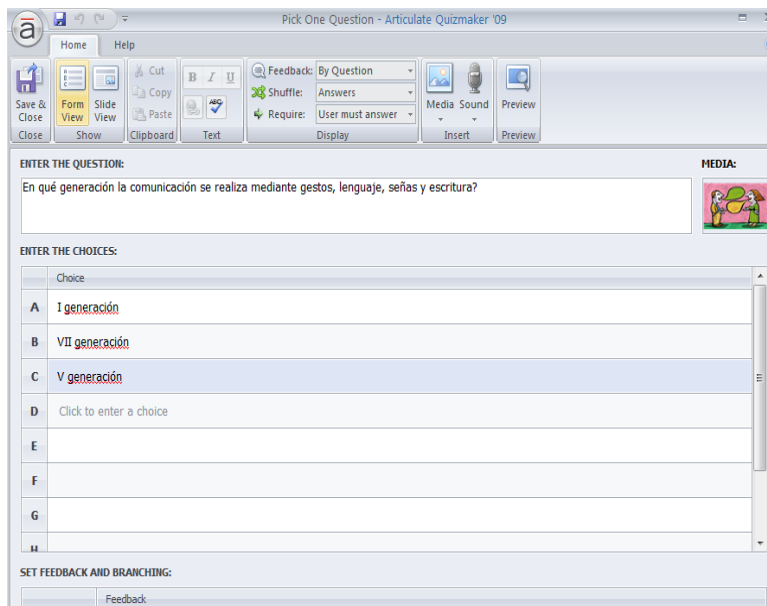 Pick One Question - Articulate Quizmaker '09
Home Help
Save & Close
Form View
Slide View
Cut
Copy
Paste
B I U
ABC
Feedback: By Question
Shuffle: Answers
Require: User must answer
Media Sound
Preview
Close Show Clipboard Text Display Insert Preview
ENTER THE QUESTION: MEDIA:
En qué generación la comunicación se realiza mediante gestos, lenguaje, señas y escritura?
ENTER THE CHOICES:
Choice
A I generación
B VII generación
C V generación
D Click to enter a choice
E
F
G
H
SET FEEDBACK AND BRANCHING:
Feedback